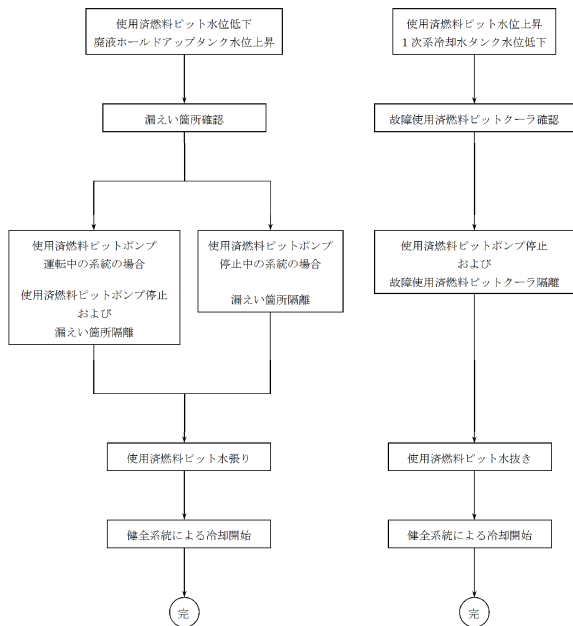 使用済燃料ピット水位低下
廃液ホールドアップタンク水位上昇
漏えい箇所確認
使用済燃料ピットポンプ
運転中の系統の場合
使用済燃料ピットポンプ停止
および
漏えい箇所隔離
使用済燃料ピットポンプ
停止中の系統の場合
漏えい箇所隔離
使用済燃料ピット水張り
健全系統による冷却開始
完
使用済燃料ピット水位上昇
1次系冷却水タンク水位低下
故障使用済燃料ピットクーラ確認
使用済燃料ピットポンプ停止
および
故障使用済燃料ピットクーラ隔離
使用済燃料ピット水抜き
健全系統による冷却開始
完